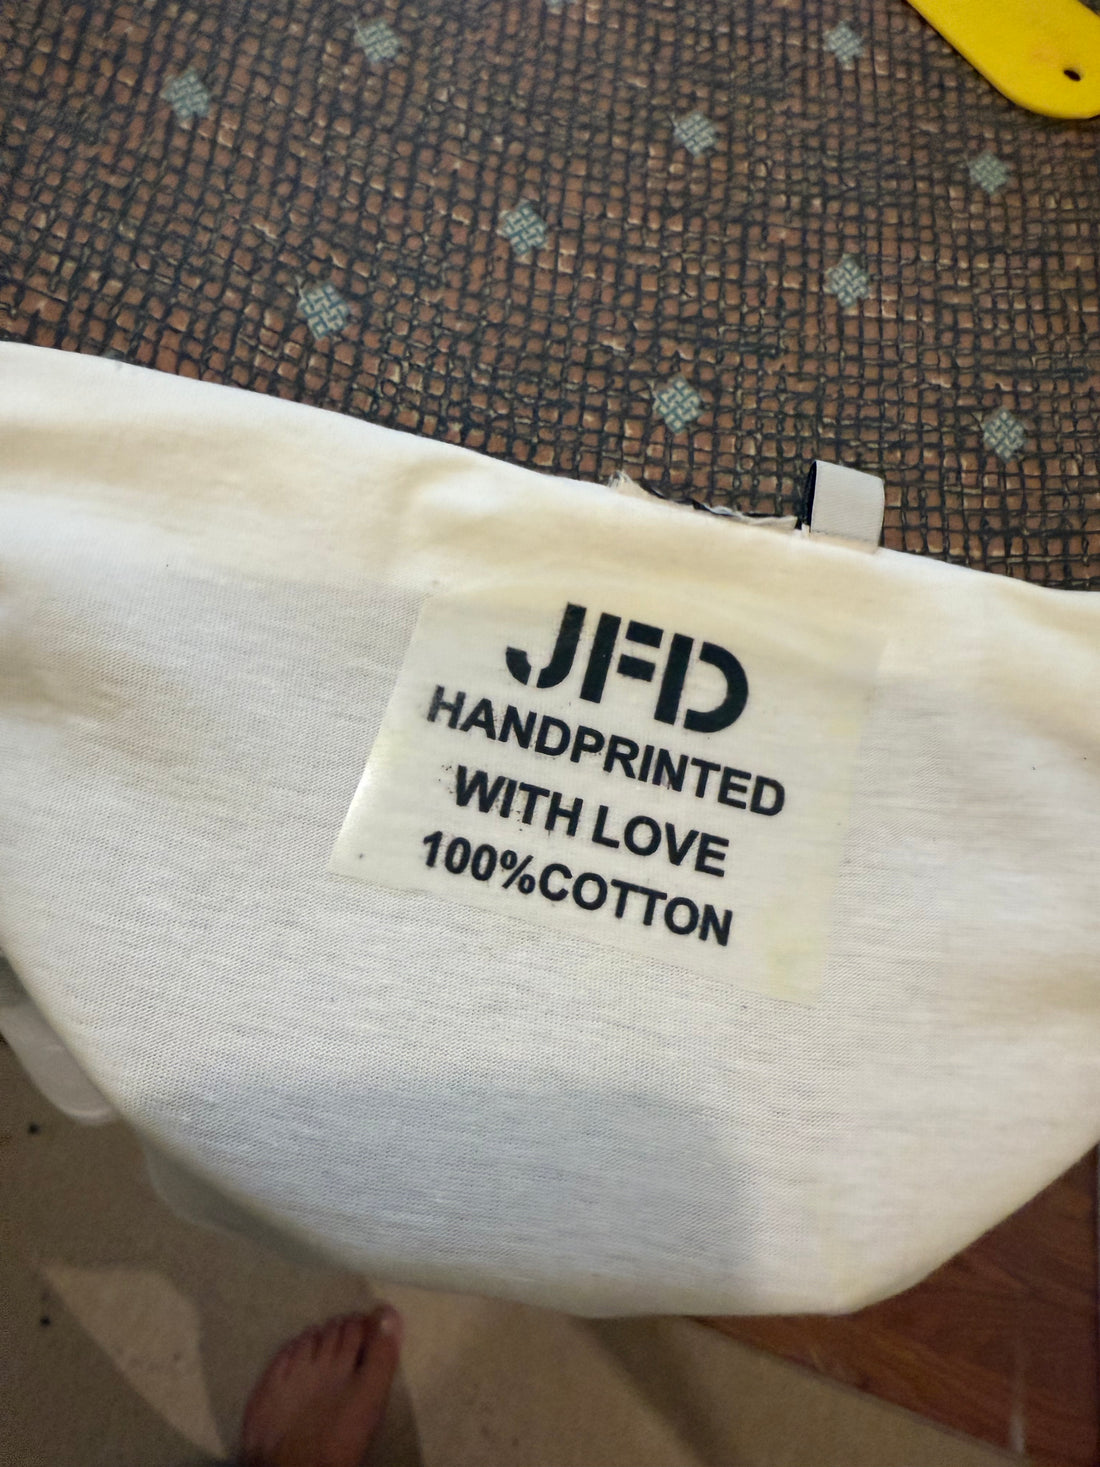 JFD
HANDPRINTED
WITH LOVE
100%COTTON